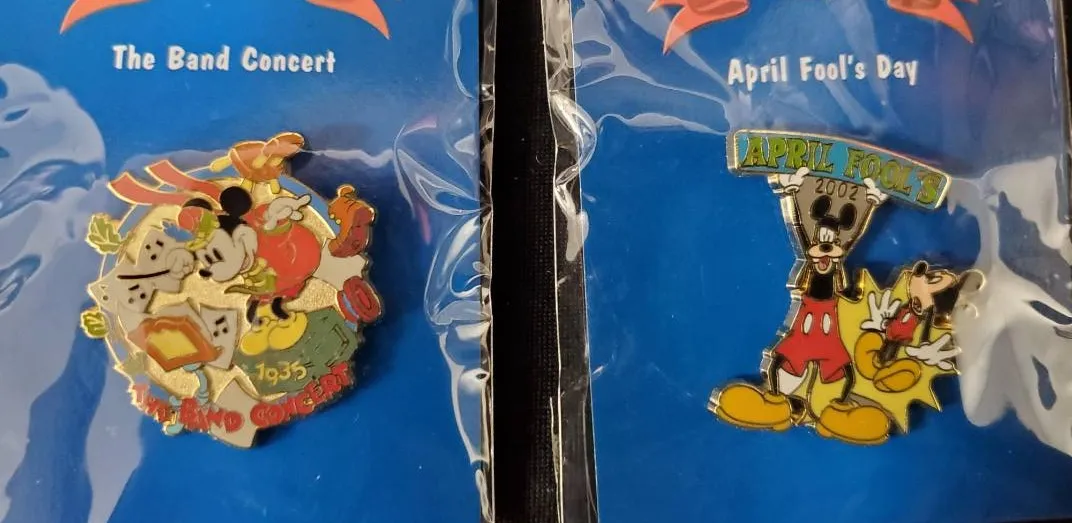 The Band Concert
1935
THE BAND CONCERT
April Fool's Day
APRIL FOOL'S
2002